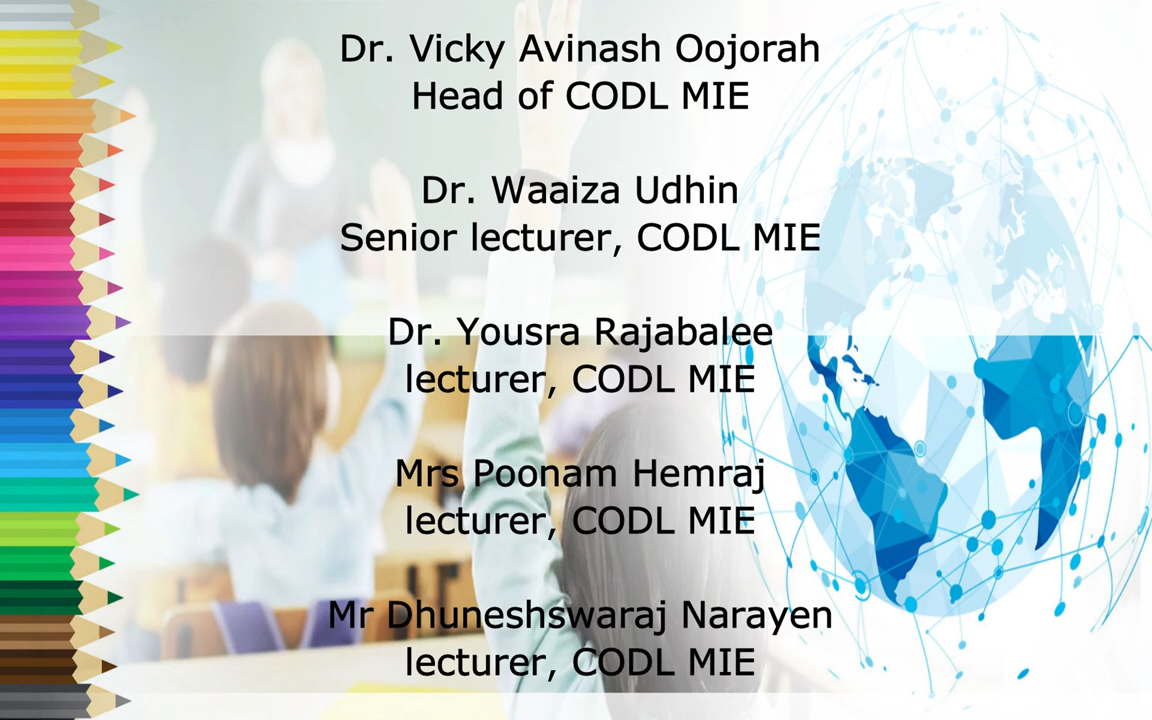 Dr. Vicky Avinash Oojorah
Head of CODL MIE
Dr. Waaiza Udhin
Senior lecturer, CODL MIE
Dr. Yousra Rajabalee
lecturer, CODL MIE
Mrs Poonam Hemraj
lecturer, CODL MIE
Mr Dhuneshswaraj Narayen
lecturer, CODL MIE